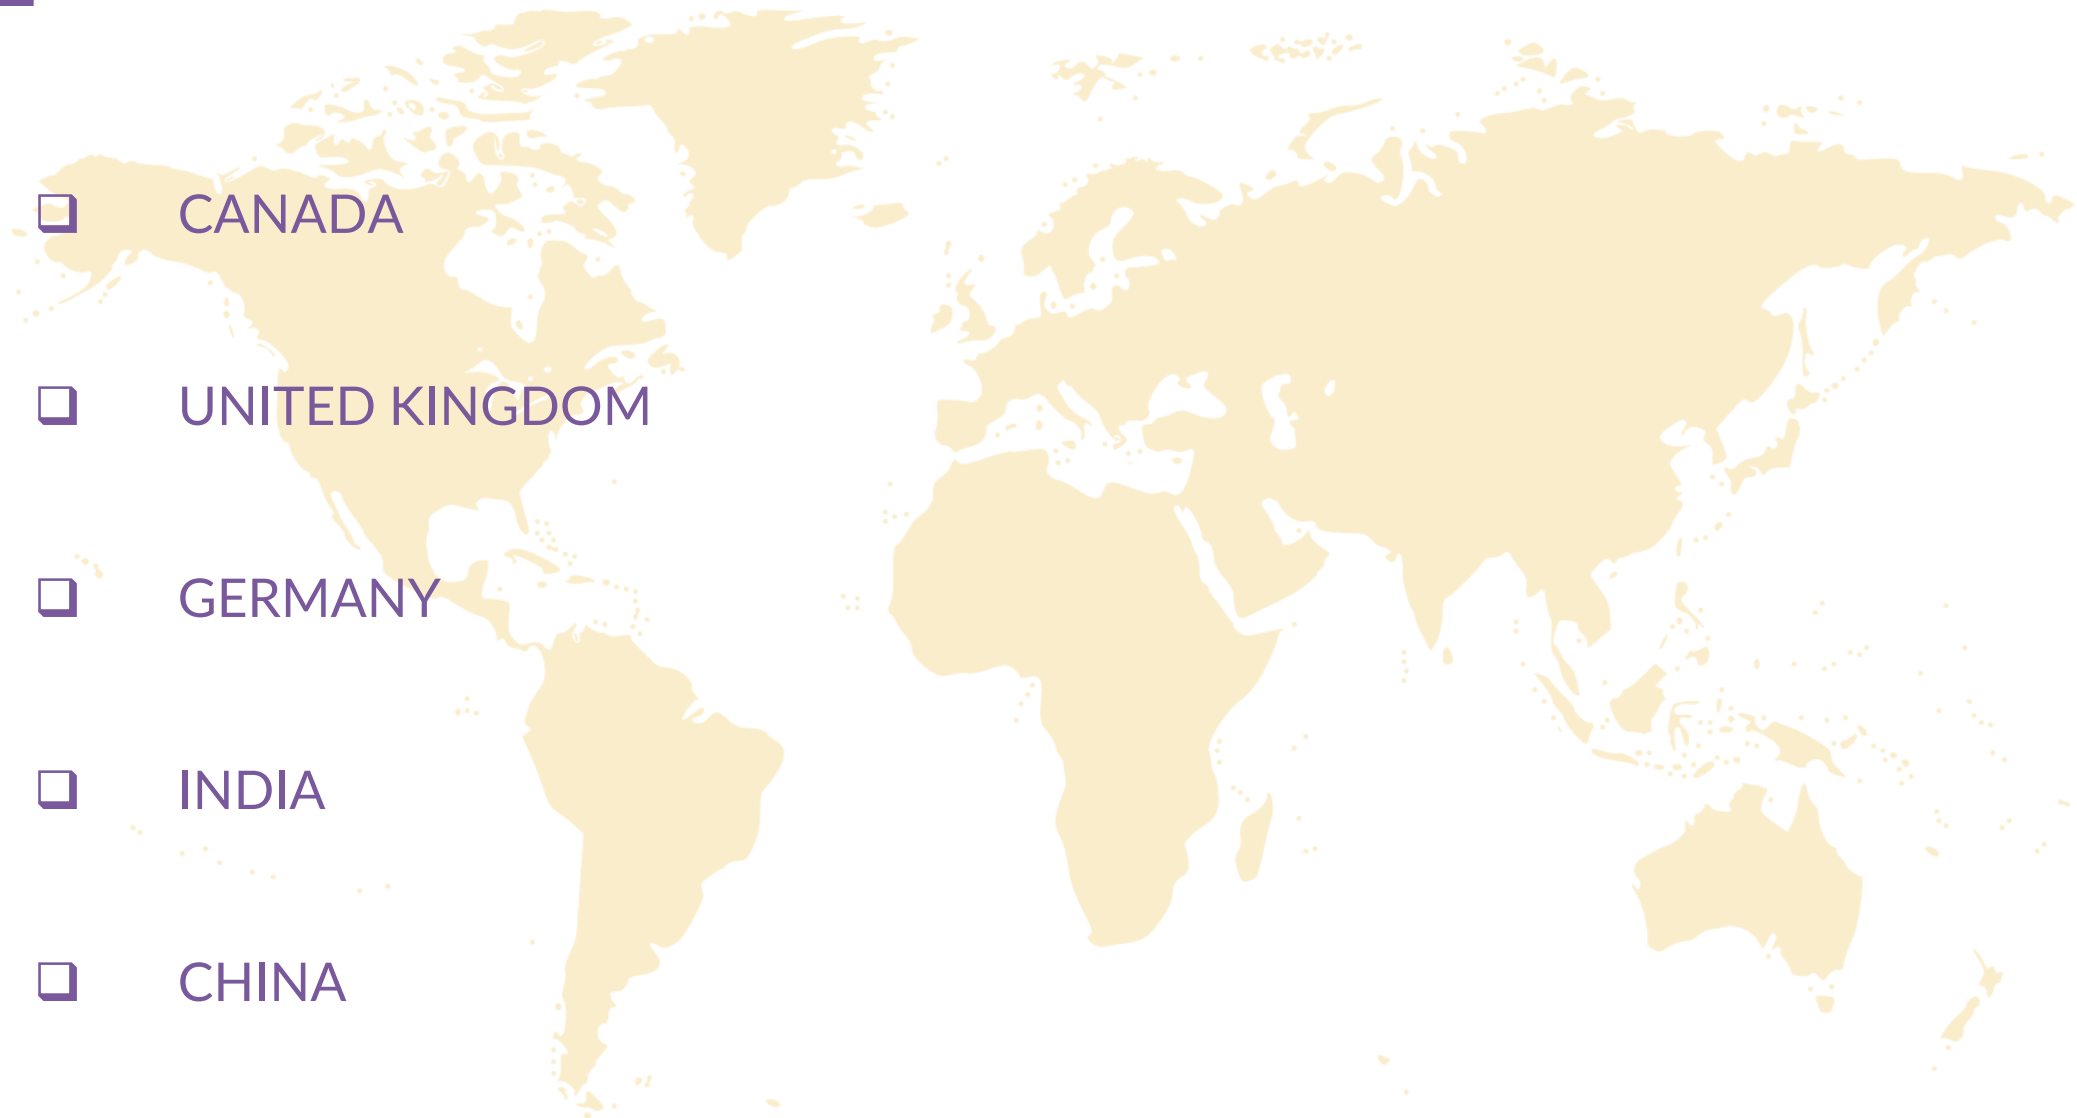 ❑ CANADA
❑ UNITED KINGDOM
❑ GERMANY
❑ INDIA
❑ CHINA